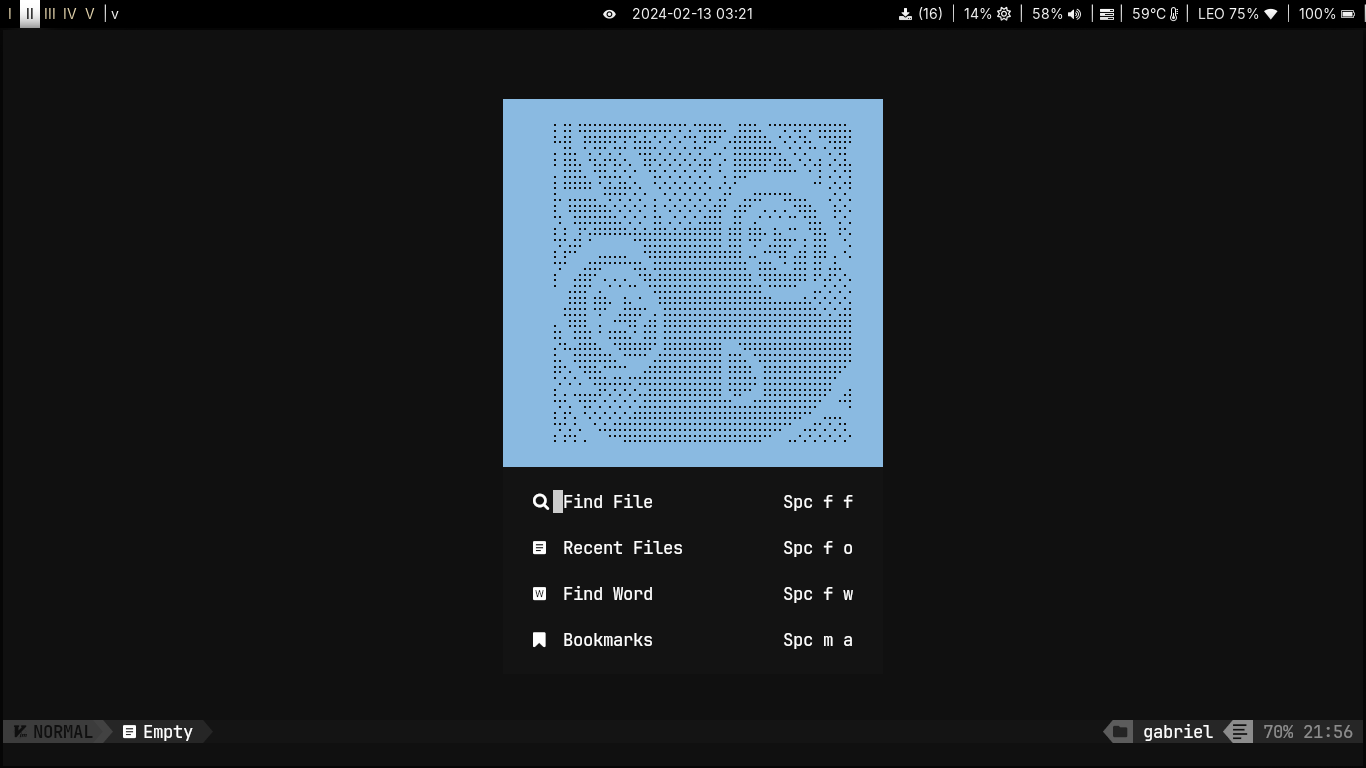 I II III IV V | v 2024-02-13 03:21 (16) | 14% | 58% | | 59°C | LEO 75% | 100%
Find File Spc f f
Recent Files Spc f o
Find Word Spc f w
Bookmarks Spc m a
NORMAL Empty gabriel 70% 21:56